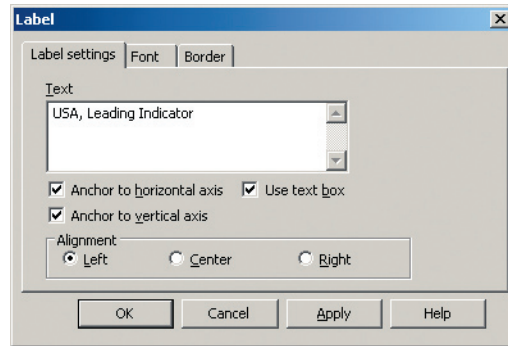 Label
Label settings Font Border
Text
USA, Leading Indicator
Anchor to horizontal axis Use text box
Anchor to vertical axis
Alignment
Left Center Right
OK Cancel Apply Help